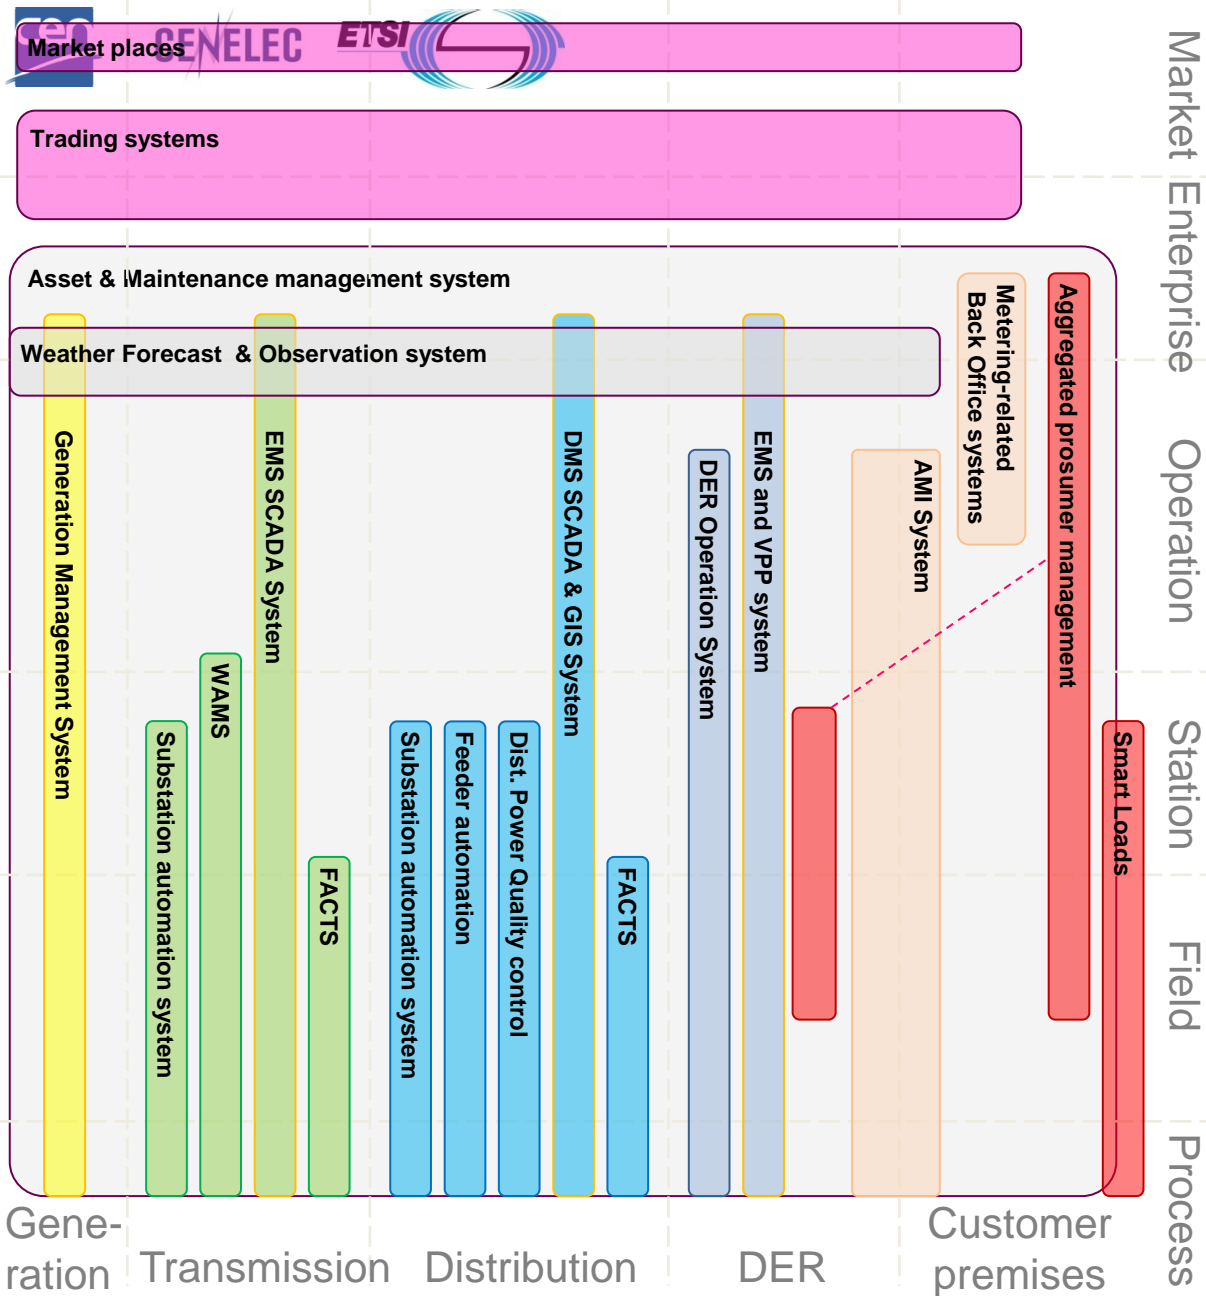 cen
CENELEC
ETSI
Market places
Trading systems
Asset & Maintenance management system
Weather Forecast & Observation system
Generation Management System
Substation automation system
WAMS
EMS SCADA System
FACTS
Substation automation system
Feeder automation
Dist. Power Quality control
DMS SCADA & GIS System
FACTS
DER Operation System
EMS and VPP system
AMI System
Metering-related
Back Office systems
Aggregated prosumer management
Smart Loads
Market
Enterprise
Operation
Station
Field
Process
Gene-
ration
Transmission
Distribution
DER
Customer
premises